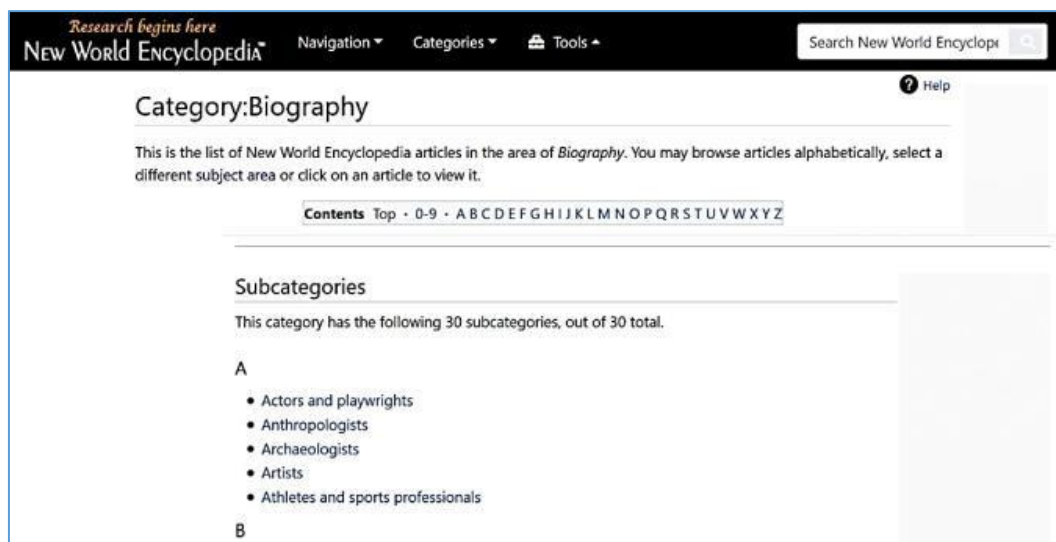 Research begins here
NEW WORLD ENCYCLOPEDIA
Navigation Categories Tools
Search New World Encyclope
? Help
Category:Biography
This is the list of New World Encyclopedia articles in the area of Biography. You may browse articles alphabetically, select a
different subject area or click on an article to view it.
Contents Top · 0-9 · A B C D E F G H I J K L M N O P Q R S T U V W X Y Z
Subcategories
This category has the following 30 subcategories, out of 30 total.
A
• Actors and playwrights
• Anthropologists
• Archaeologists
• Artists
• Athletes and sports professionals
B